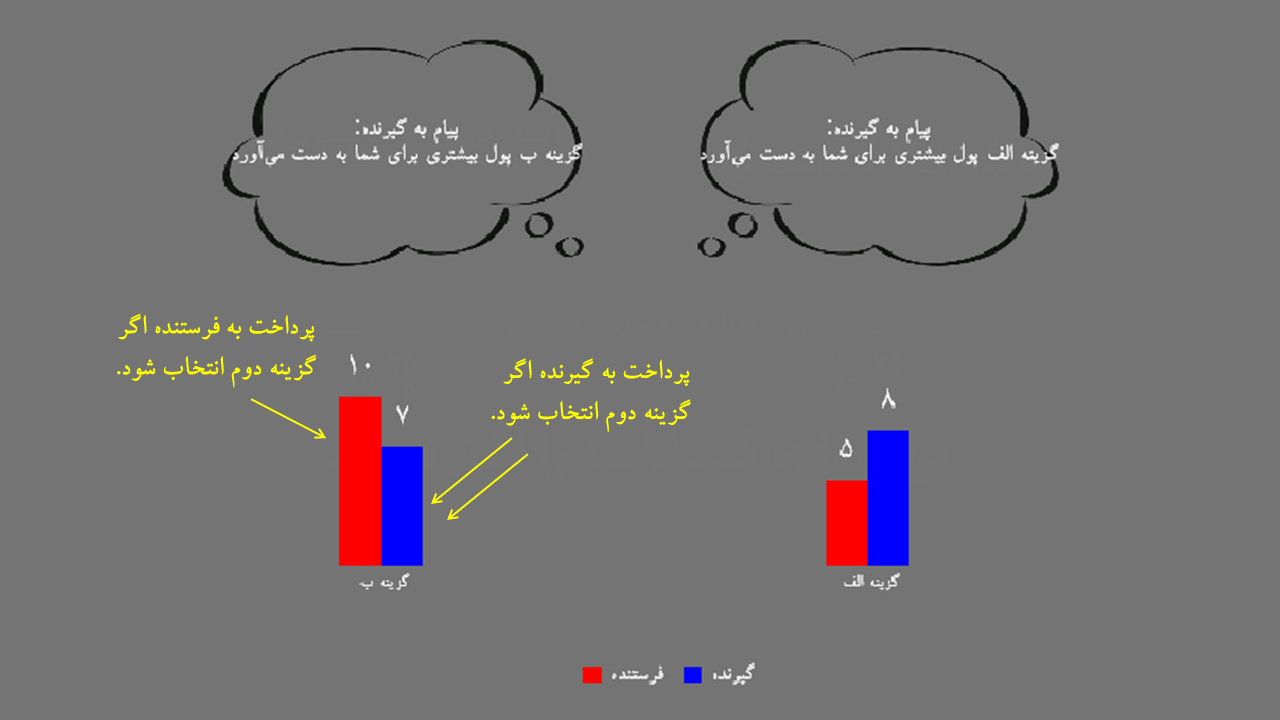 پیام به گیرنده:
گزیته الف پول بیشتری برای شما به دست می‌آورد
پیام به گیرنده:
گزینه ب پول بیشتری برای شما به دست می‌آورد
پرداخت به فرستنده اگر
گزینه دوم انتخاب شود.
پرداخت به گیرنده اگر
گزینه دوم انتخاب شود.
۸
۵
۱۰
۷
گزینه الف
گزینه ب
گیرنده
فرستنده